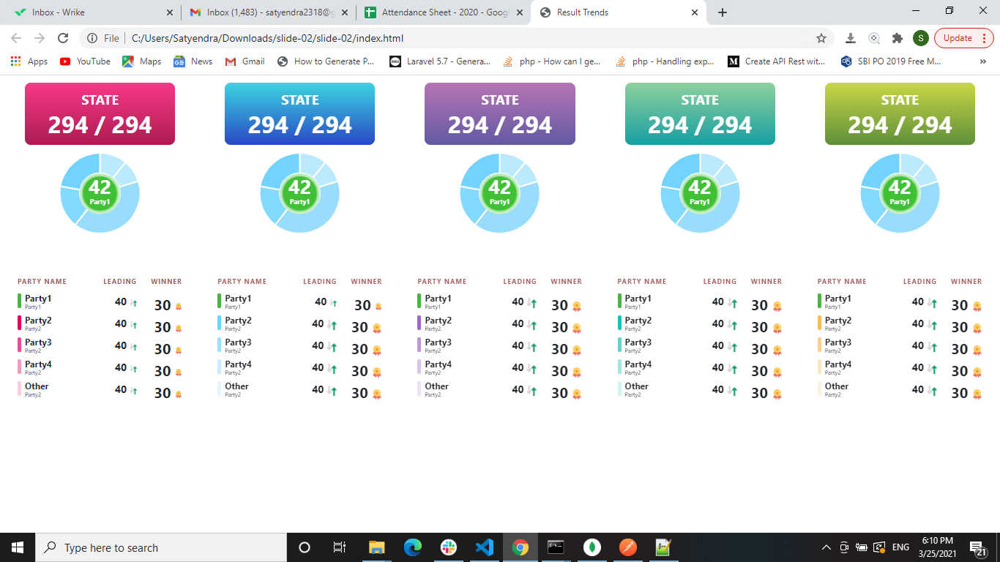 Inbox - Wrike
Inbox (1,483) - satyendra2318@g
Attendance Sheet - 2020 - Goog
Result Trends
File
C:/Users/Satyendra/Downloads/slide-02/slide-02/index.html
S
Update
Apps
YouTube
Maps
News
Gmail
How to Generate P...
Laravel 5.7 - Genera...
php - How can I ge...
php - Handling exp...
Create API Rest wit...
SBI PO 2019 Free M...
»
STATE STATE STATE STATE STATE
294 / 294 294 / 294 294 / 294 294 / 294 294 / 294
42 42 42 42 42
Party1 Party1 Party1 Party1 Party1
PARTY NAME LEADING WINNER PARTY NAME LEADING WINNER PARTY NAME LEADING WINNER PARTY NAME LEADING WINNER PARTY NAME LEADING WINNER
Party1 40 30 Party1 40 30 Party1 40 30 Party1 40 30 Party1 40 30
Party1 Party1 Party1 Party1 Party1
Party2 40 30 Party2 40 30 Party2 40 30 Party2 40 30 Party2 40 30
Party2 Party2 Party2 Party2 Party2
Party3 40 30 Party3 40 30 Party3 40 30 Party3 40 30 Party3 40 30
Party2 Party2 Party2 Party2 Party2
Party4 40 30 Party4 40 30 Party4 40 30 Party4 40 30 Party4 40 30
Party2 Party2 Party2 Party2 Party2
Other 40 30 Other 40 30 Other 40 30 Other 40 30 Other 40 30
Party2 Party2 Party2 Party2 Party2
Type here to search
ENG
6:10 PM
3/25/2021
21